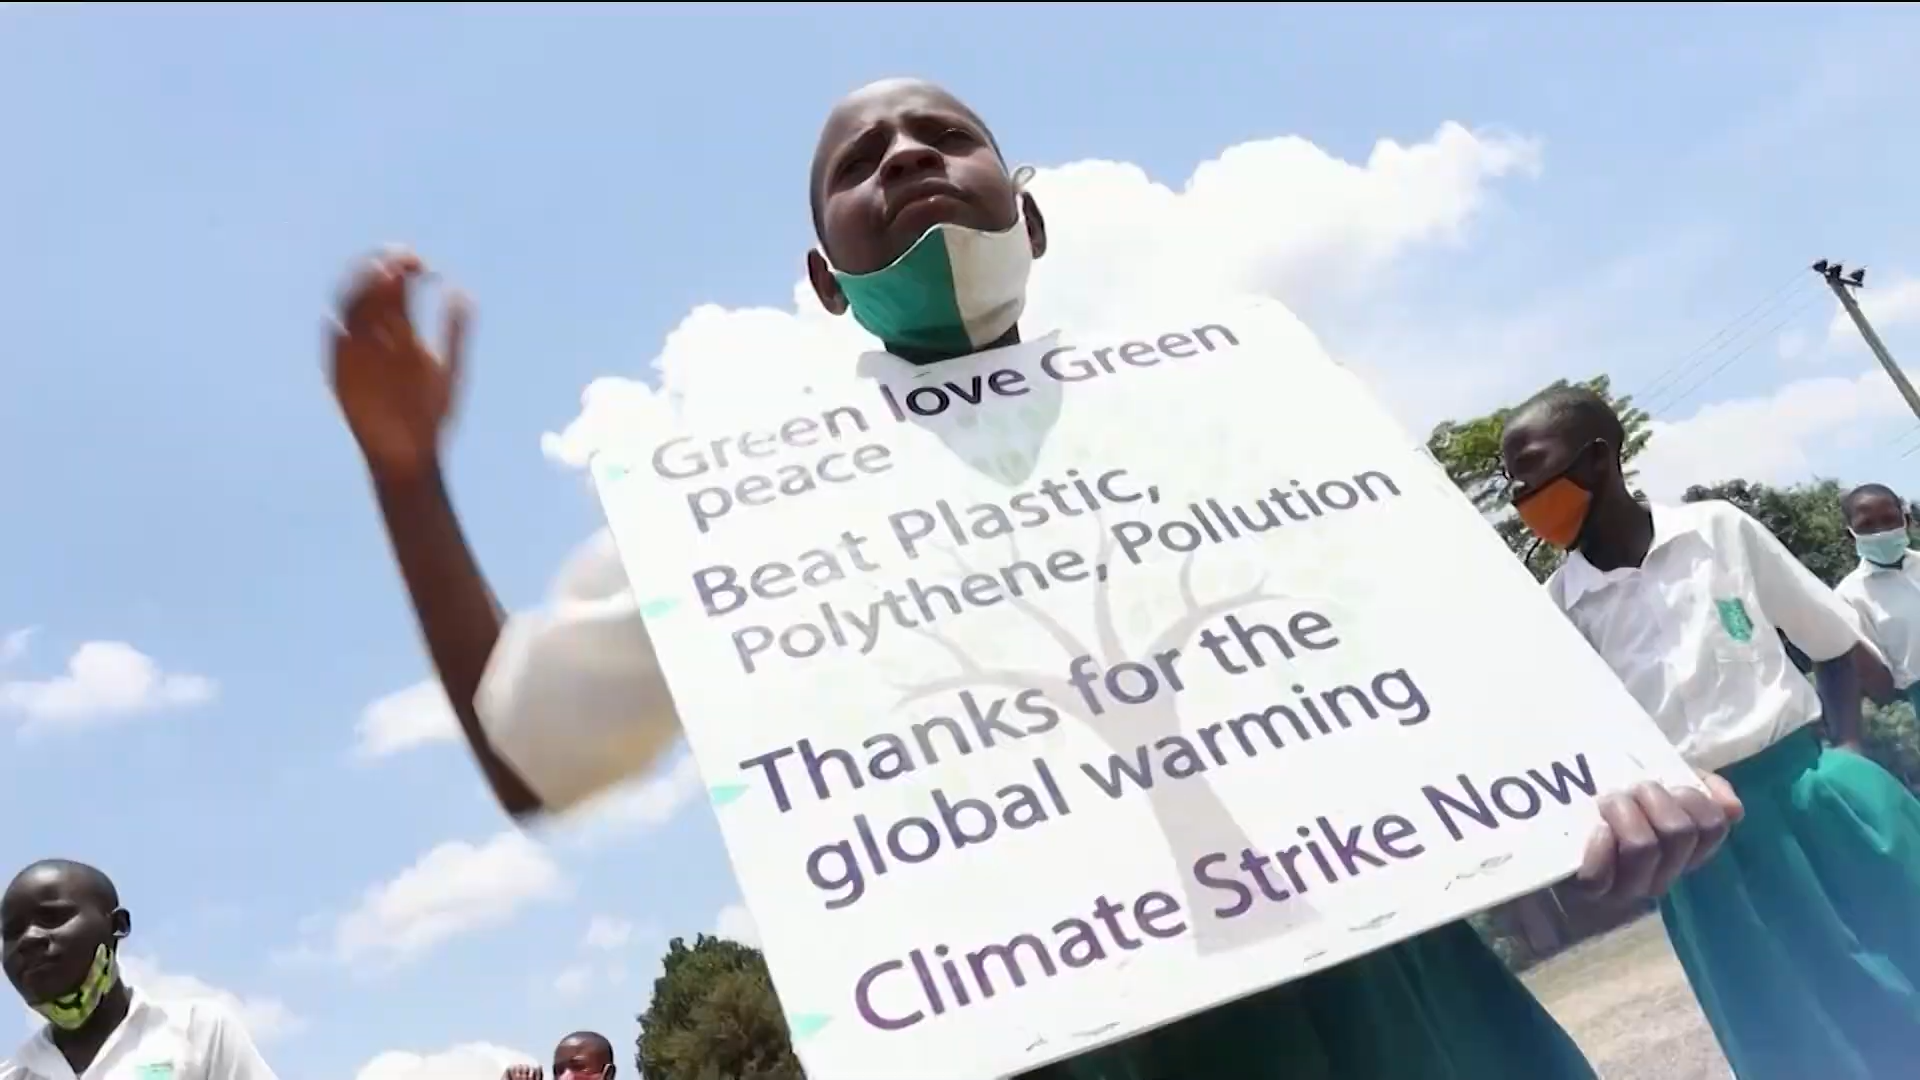 Green love Green
peace
Beat Plastic,
Polythene, Pollution
Thanks for the
global warming
Climate Strike Now